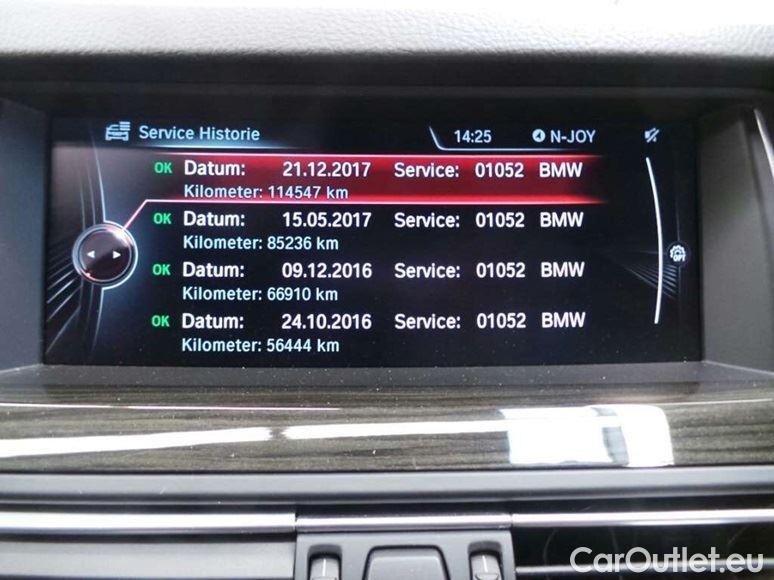 Service Historie 14:25 N-JOY
OK Datum: 21.12.2017 Service: 01052 BMW
Kilometer: 114547 km
OK Datum: 15.05.2017 Service: 01052 BMW
Kilometer: 85236 km
OK Datum: 09.12.2016 Service: 01052 BMW
Kilometer: 66910 km
OK Datum: 24.10.2016 Service: 01052 BMW
Kilometer: 56444 km
OPT
CarOutlet.eu